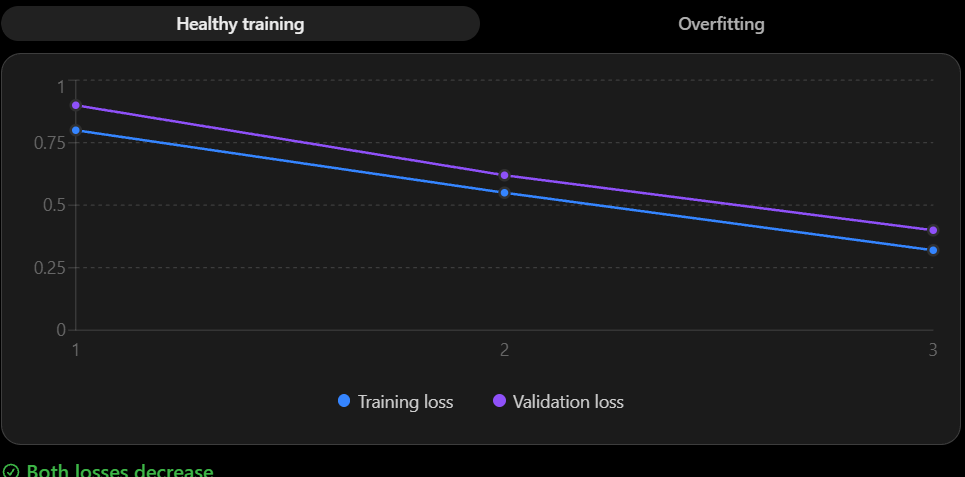 Healthy training Overfitting
1
0.75
0.5
0.25
0
1 2 3
Training loss Validation loss
Both losses decrease